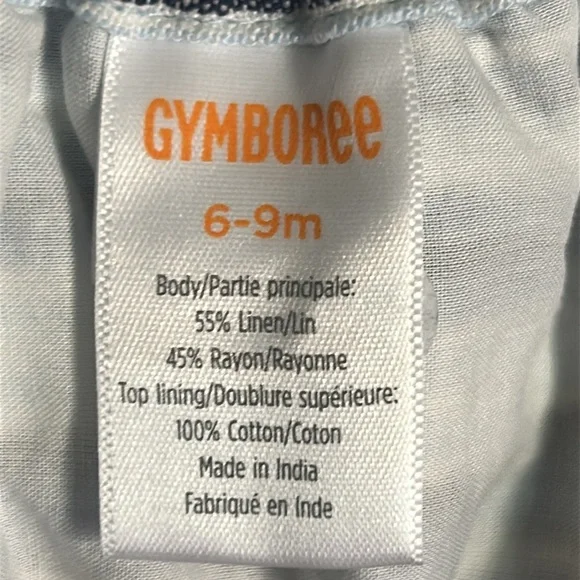 GYMBORee
6-9m
Body/Partie principale:
55% Linen/Lin
45% Rayon/Rayonne
Top lining/Doublure supérieure:
100% Cotton/Coton
Made in India
Fabriqué en Inde